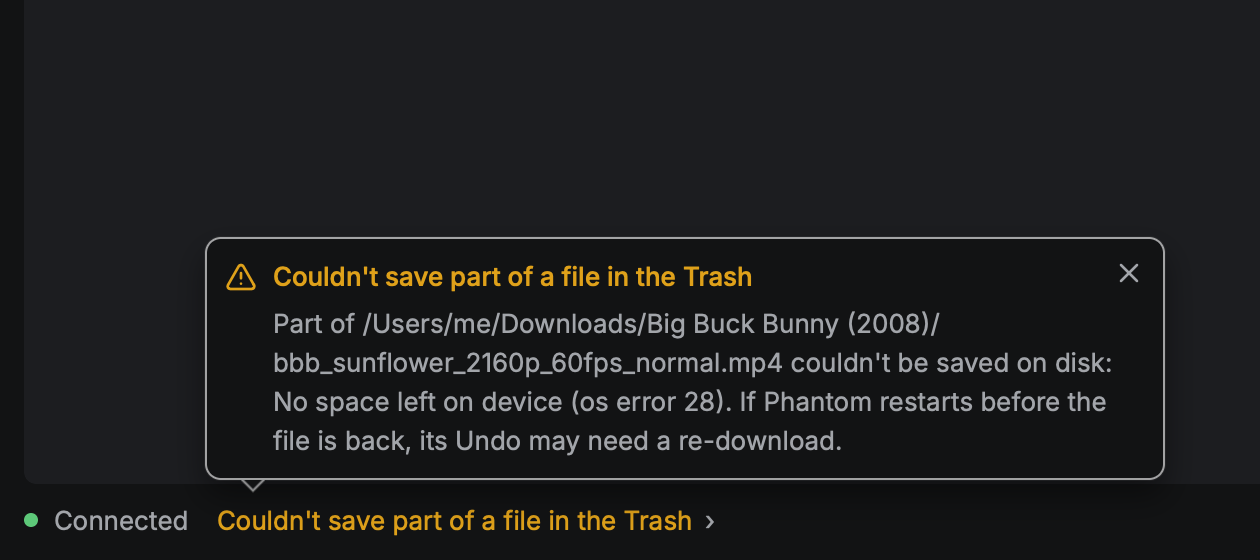 Couldn't save part of a file in the Trash
Part of /Users/me/Downloads/Big Buck Bunny (2008)/
bbb_sunflower_2160p_60fps_normal.mp4 couldn't be saved on disk:
No space left on device (os error 28). If Phantom restarts before the
file is back, its Undo may need a re-download.
Connected Couldn't save part of a file in the Trash ›